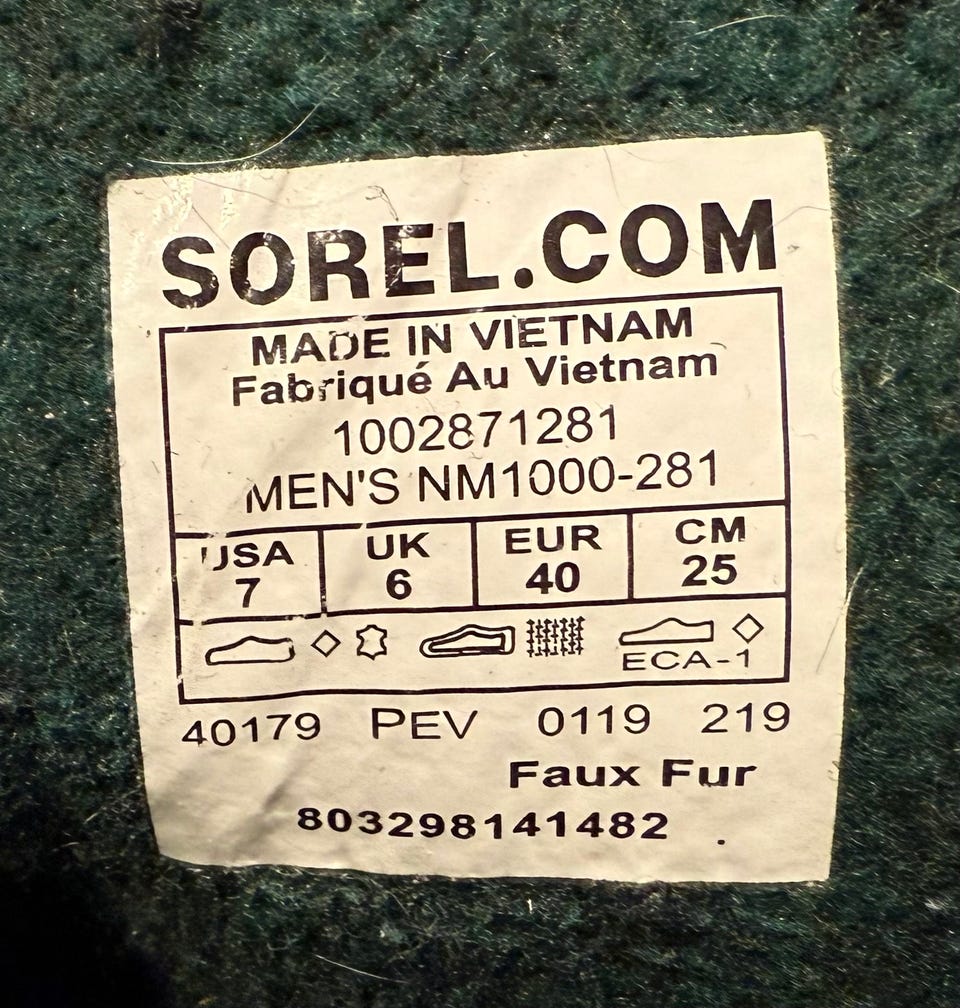 SOREL.COM
MADE IN VIETNAM
Fabriqué Au Vietnam
1002871281
MEN'S NM1000-281
USA UK EUR CM
7 6 40 25
ECA-1
40179 PEV 0119 219
Faux Fur
803298141482